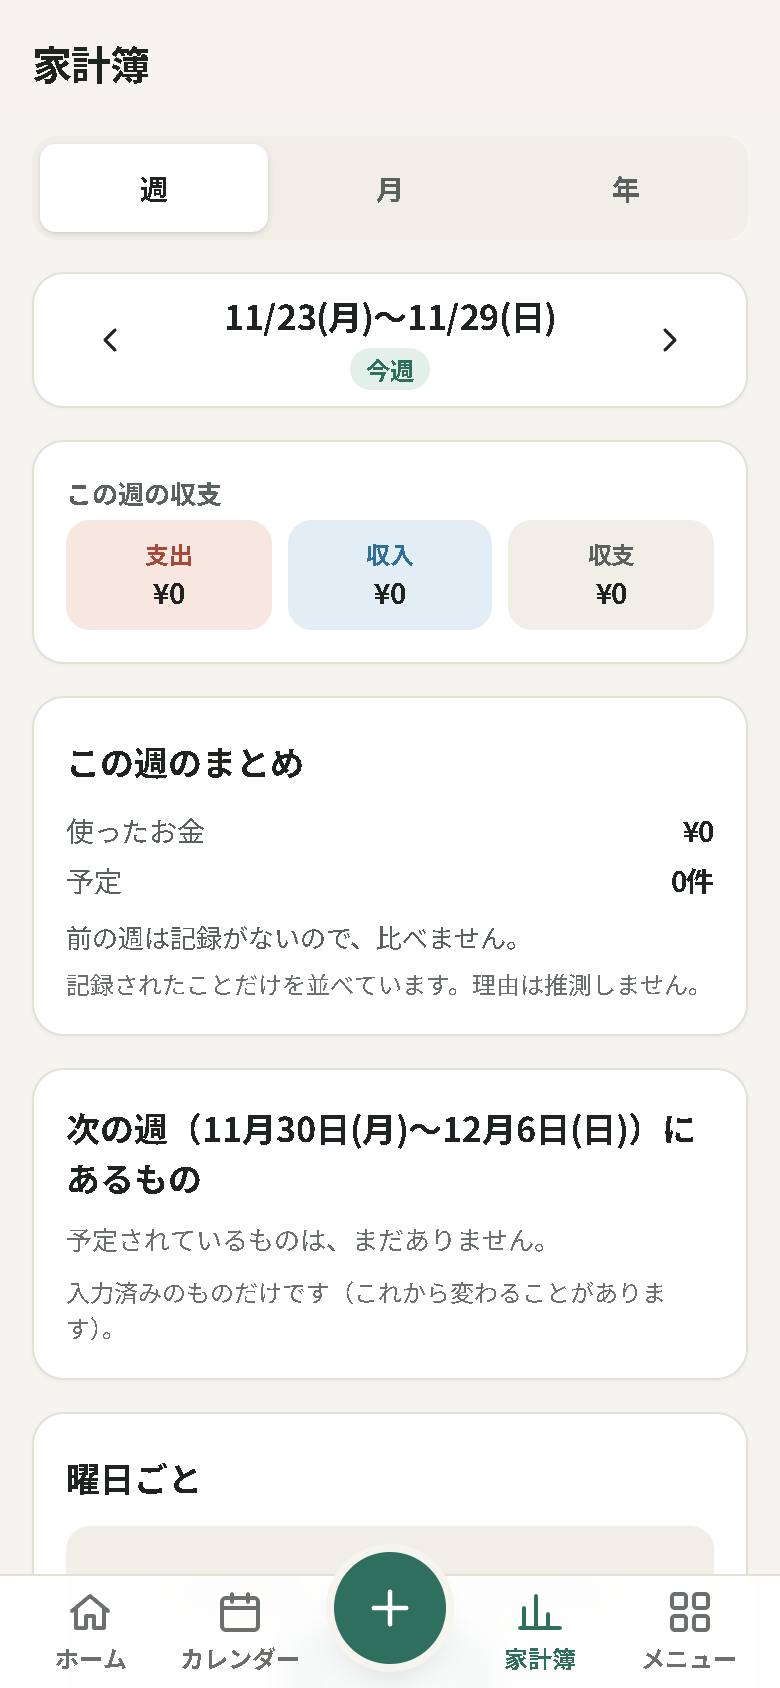 家計簿
週
月
年
11/23(月)〜11/29(日)
今週
この週の収支
支出
収入
収支
¥0
¥0
¥0
この週のまとめ
使ったお金
¥0
予定
0件
前の週は記録がないので、比べません。
記録されたことだけを並べています。理由は推測しません。
次の週（11月30日(月)〜12月6日(日)）に
あるもの
予定されているものは、まだありません。
入力済みのものだけです（これから変わることがありま
す）。
曜日ごと
ホーム
カレンダー
家計簿
メニュー